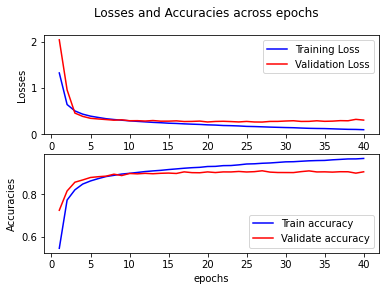 Losses and Accuracies across epochs
2
1
0
Losses
Training Loss
Validation Loss
0 5 10 15 20 25 30 35 40
0.8
0.6
Accuracies
Train accuracy
Validate accuracy
0 5 10 15 20 25 30 35 40
epochs